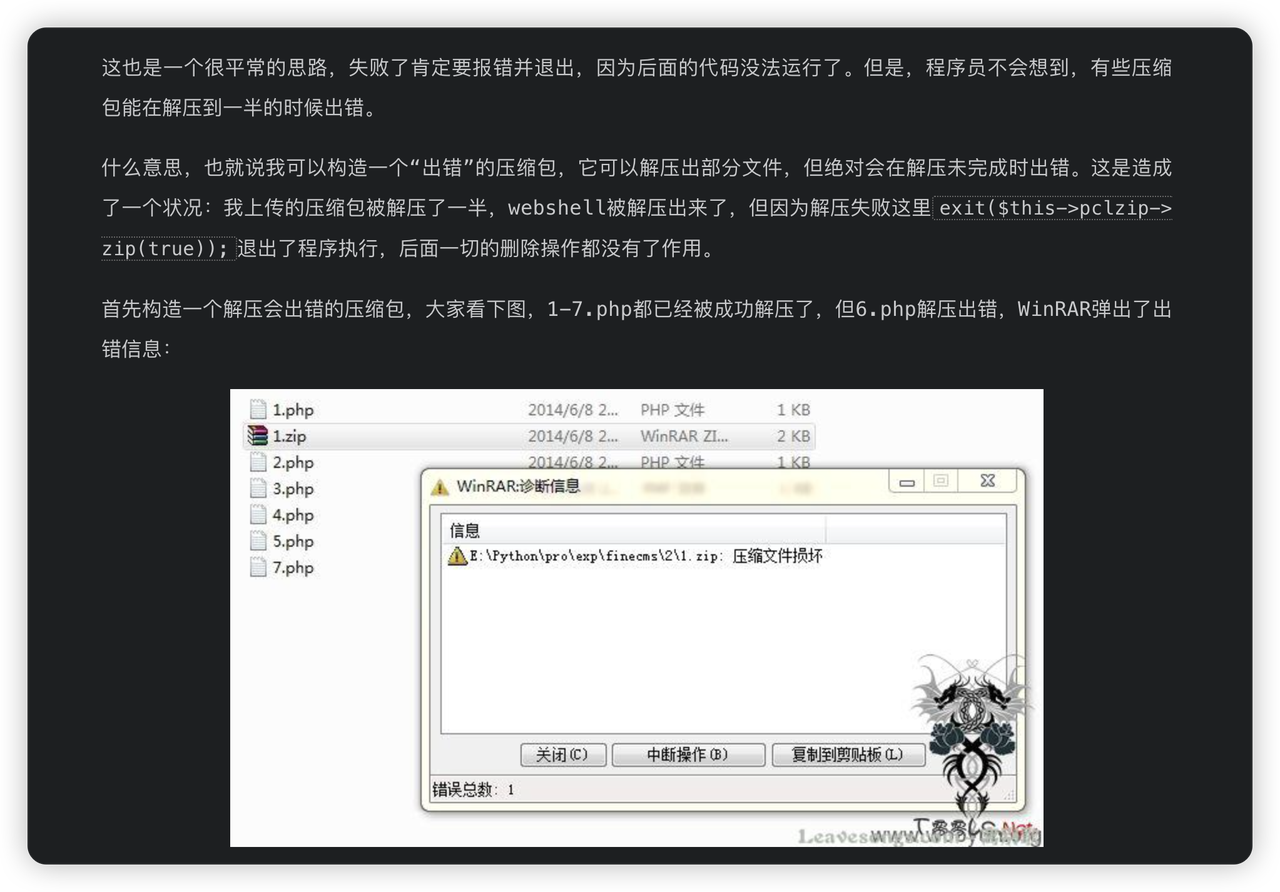 这也是一个很平常的思路，失败了肯定要报错并退出，因为后面的代码没法运行了。但是，程序员不会想到，有些压缩
包能在解压到一半的时候出错。
什么意思，也就说我可以构造一个“出错”的压缩包，它可以解压出部分文件，但绝对会在解压未完成时出错。这是造成
了一个状况：我上传的压缩包被解压了一半，webshell被解压出来了，但因为解压失败这里exit($this->pclzip->
zip(true));退出了程序执行，后面一切的删除操作都没有了作用。
首先构造一个解压会出错的压缩包，大家看下图，1-7.php都已经被成功解压了，但6.php解压出错，WinRAR弹出了出
错信息：
1.php 2014/6/8 2... PHP 文件 1 KB
1.zip 2014/6/8 2... WinRAR ZI... 2 KB
2.php 2014/6/8 2... PHP 文件 1 KB
3.php
4.php
5.php
7.php
WinRAR:诊断信息
信息
E:\Python\pro\exp\finecms\2\1.zip: 压缩文件损坏
关闭(C) 中断操作(B) 复制到剪贴板(L)
错误总数: 1